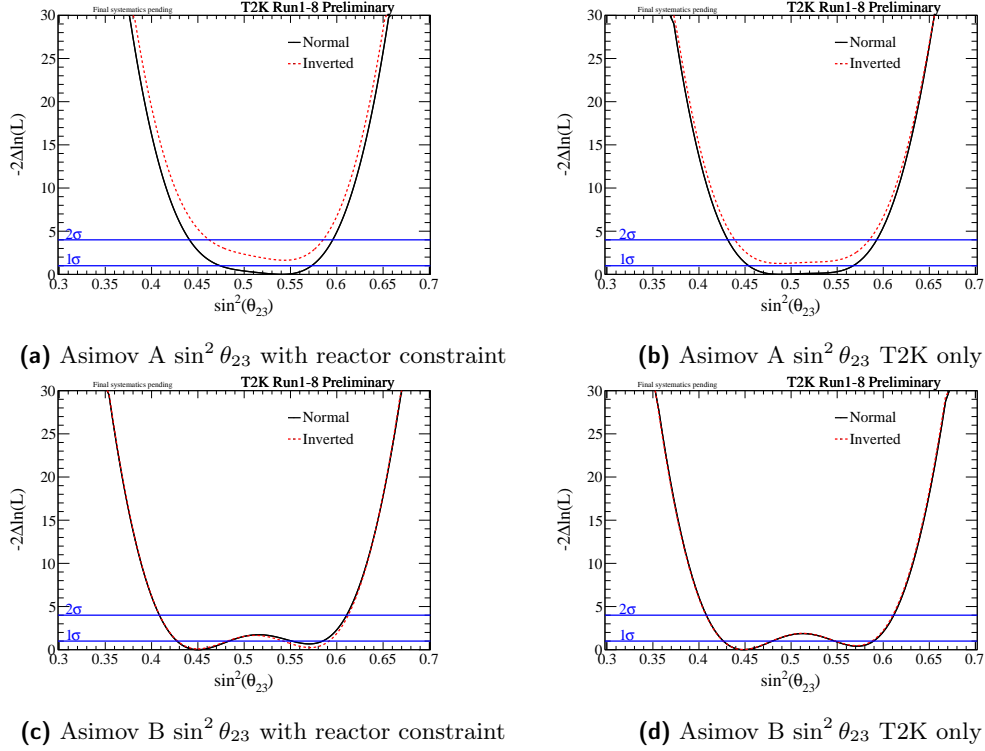 Final systematics pending T2K Run1-8 Preliminary
30
25
20
15
10
5
0
-2Δln(L)
Normal
Inverted
2σ
1σ
0.3 0.35 0.4 0.45 0.5 0.55 0.6 0.65 0.7
sin²(θ₂₃)
(a) Asimov A sin² θ₂₃ with reactor constraint
Final systematics pending T2K Run1-8 Preliminary
30
25
20
15
10
5
0
-2Δln(L)
Normal
Inverted
2σ
1σ
0.3 0.35 0.4 0.45 0.5 0.55 0.6 0.65 0.7
sin²(θ₂₃)
(b) Asimov A sin² θ₂₃ T2K only
Final systematics pending T2K Run1-8 Preliminary
30
25
20
15
10
5
0
-2Δln(L)
Normal
Inverted
2σ
1σ
0.3 0.35 0.4 0.45 0.5 0.55 0.6 0.65 0.7
sin²(θ₂₃)
(c) Asimov B sin² θ₂₃ with reactor constraint
Final systematics pending T2K Run1-8 Preliminary
30
25
20
15
10
5
0
-2Δln(L)
Normal
Inverted
2σ
1σ
0.3 0.35 0.4 0.45 0.5 0.55 0.6 0.65 0.7
sin²(θ₂₃)
(d) Asimov B sin² θ₂₃ T2K only